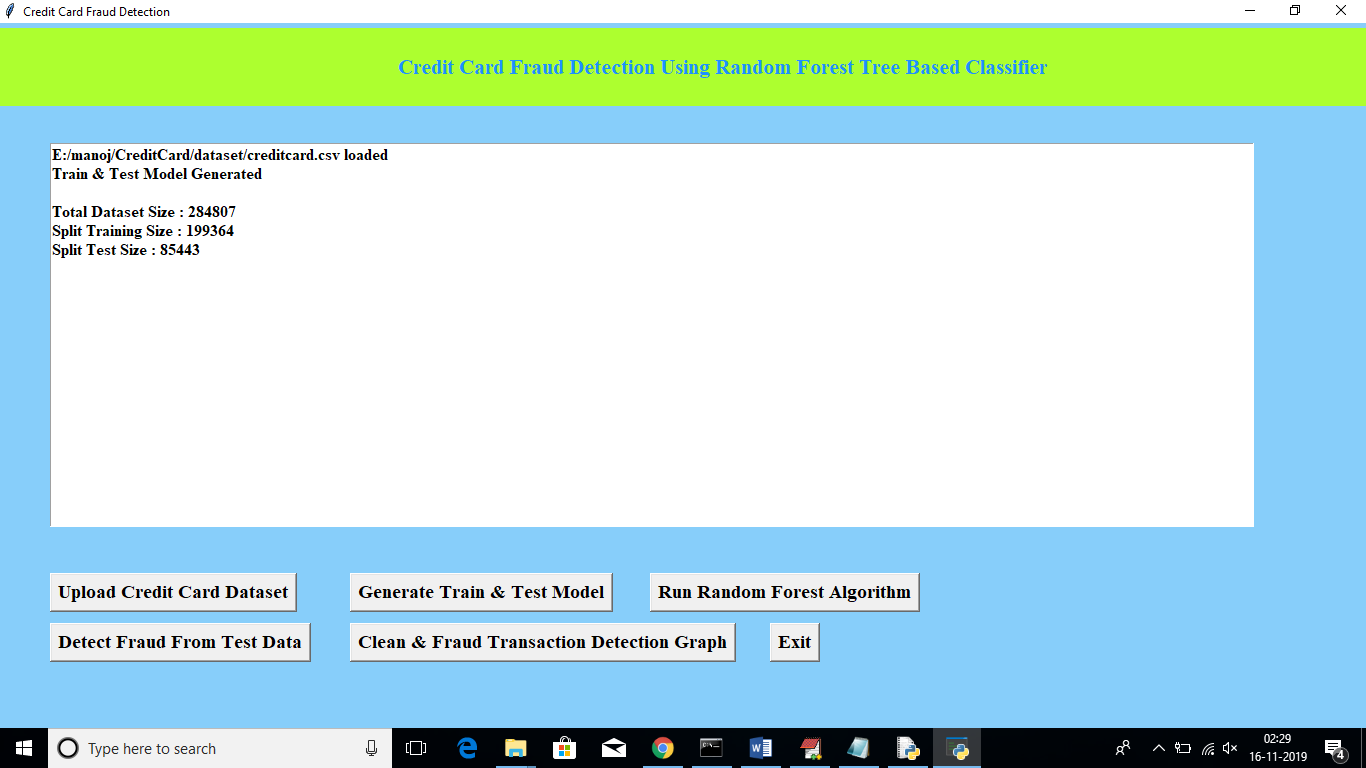 Credit Card Fraud Detection
Credit Card Fraud Detection Using Random Forest Tree Based Classifier
E:/manoj/CreditCard/dataset/creditcard.csv loaded
Train & Test Model Generated
Total Dataset Size : 284807
Split Training Size : 199364
Split Test Size : 85443
Upload Credit Card Dataset
Generate Train & Test Model
Run Random Forest Algorithm
Detect Fraud From Test Data
Clean & Fraud Transaction Detection Graph
Exit
Type here to search
02:29
16-11-2019
4